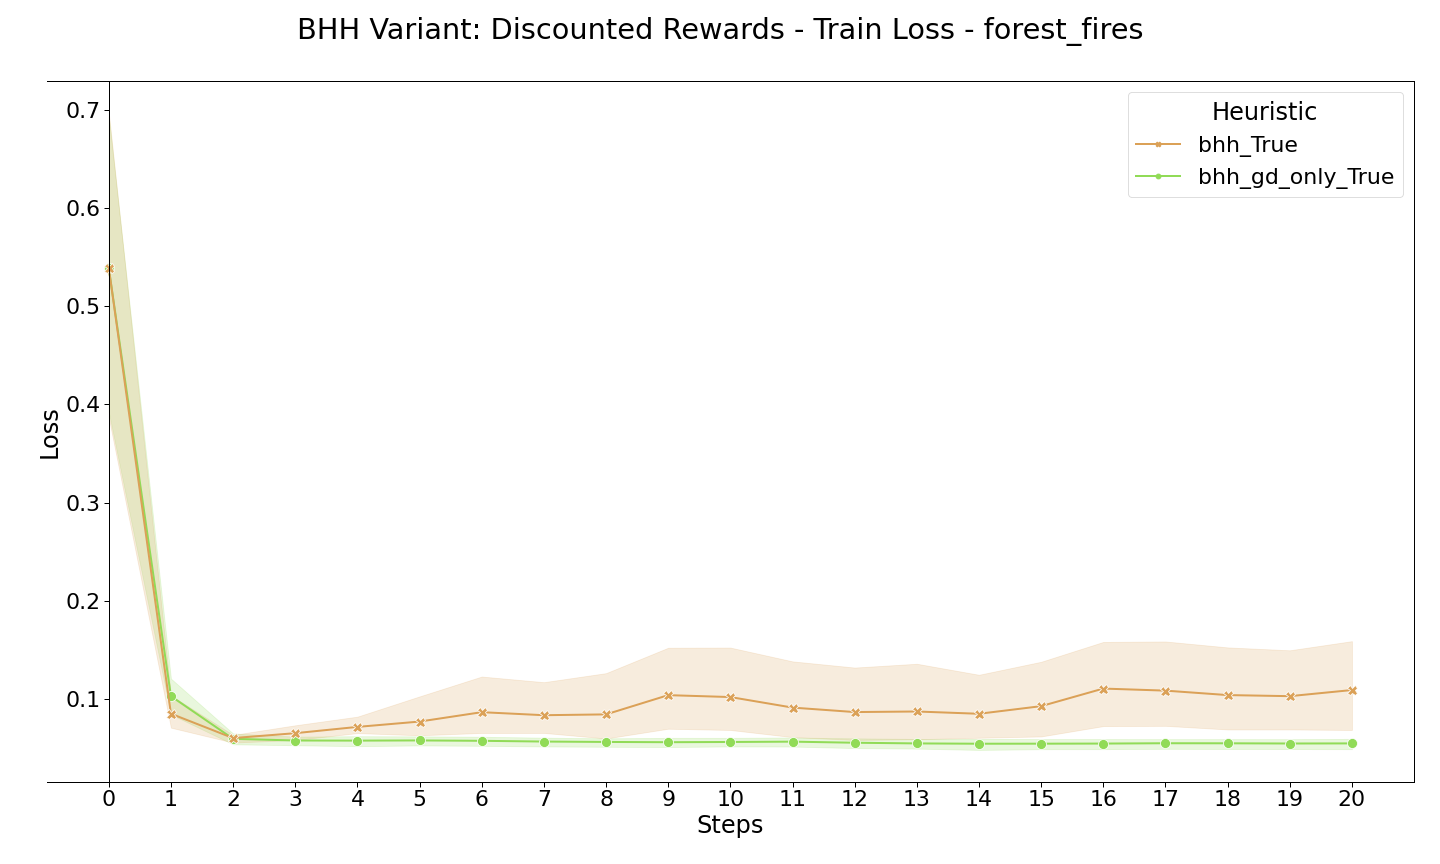 BHH Variant: Discounted Rewards - Train Loss - forest_fires
Heuristic
bhh_True
bhh_gd_only_True
Loss
0.7
0.6
0.5
0.4
0.3
0.2
0.1
0 1 2 3 4 5 6 7 8 9 10 11 12 13 14 15 16 17 18 19 20
Steps